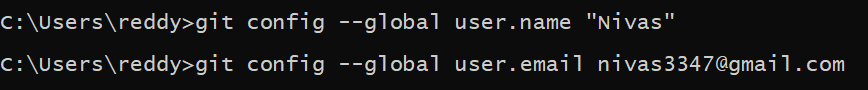 C:\Users\reddy>git config --global user.name "Nivas"
C:\Users\reddy>git config --global user.email nivas3347@gmail.com